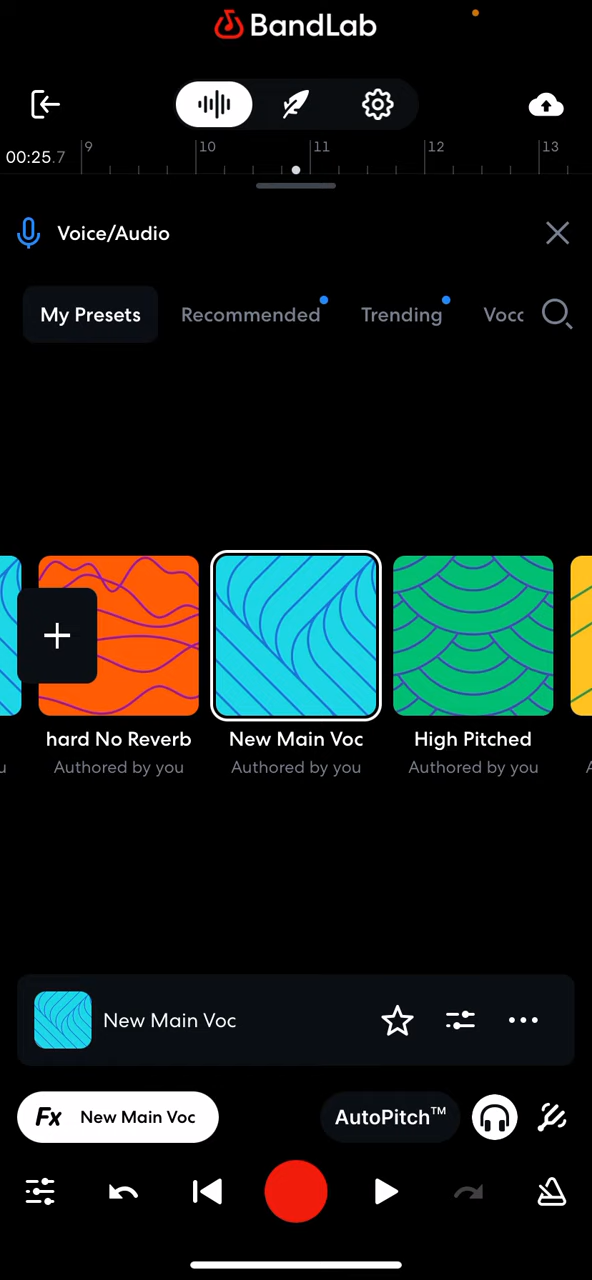 BandLab
00:25.7
9
10
11
12
13
Voice/Audio
My Presets
Recommended
Trending
Voc
hard No Reverb
New Main Voc
High Pitched
u
Authored by you
Authored by you
Authored by you
A
New Main Voc
Fx
New Main Voc
AutoPitch™